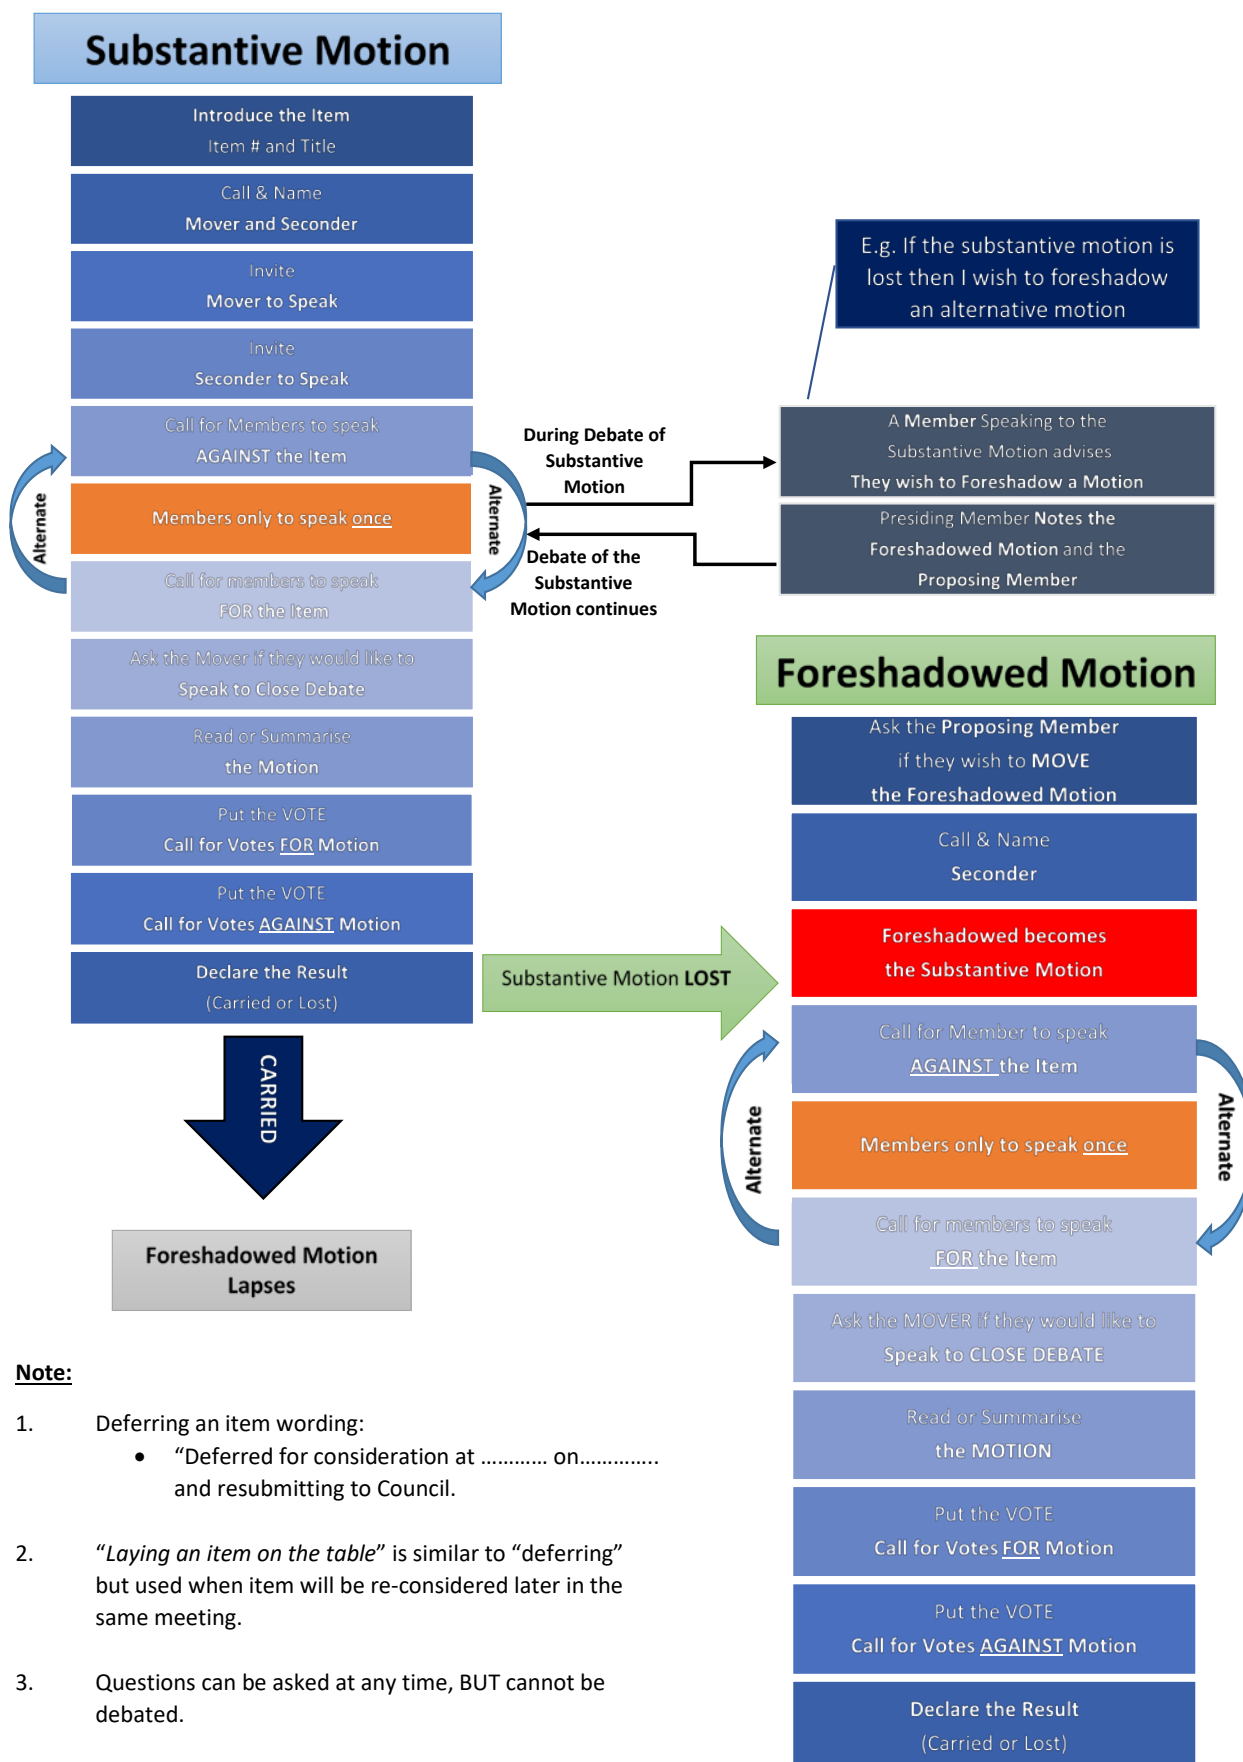 Substantive Motion
Introduce the Item
Item # and Title
Call & Name
Mover and Seconder
Invite
Mover to Speak
Invite
Seconder to Speak
Call for Members to speak
AGAINST the Item
Members only to speak once
Call for members to speak
FOR the Item
Alternate
Alternate
Ask the Mover if they would like to
Speak to Close Debate
Read or Summarise
the Motion
Put the VOTE
Call for Votes FOR Motion
Put the VOTE
Call for Votes AGAINST Motion
Declare the Result
(Carried or Lost)
CARRIED
Foreshadowed Motion
Lapses
During Debate of
Substantive
Motion
Debate of the
Substantive
Motion continues
E.g. If the substantive motion is
lost then I wish to foreshadow
an alternative motion
A Member Speaking to the
Substantive Motion advises
They wish to Foreshadow a Motion
Presiding Member Notes the
Foreshadowed Motion and the
Proposing Member
Substantive Motion LOST
Foreshadowed Motion
Ask the Proposing Member
if they wish to MOVE
the Foreshadowed Motion
Call & Name
Seconder
Foreshadowed becomes
the Substantive Motion
Call for Member to speak
AGAINST the Item
Members only to speak once
Call for members to speak
FOR the Item
Alternate
Alternate
Ask the MOVER if they would like to
Speak to CLOSE DEBATE
Read or Summarise
the MOTION
Put the VOTE
Call for Votes FOR Motion
Put the VOTE
Call for Votes AGAINST Motion
Declare the Result
(Carried or Lost)
Note:
1. Deferring an item wording:
• “Deferred for consideration at ………… on…………..
and resubmitting to Council.
2. “Laying an item on the table” is similar to “deferring”
but used when item will be re-considered later in the
same meeting.
3. Questions can be asked at any time, BUT cannot be
debated.